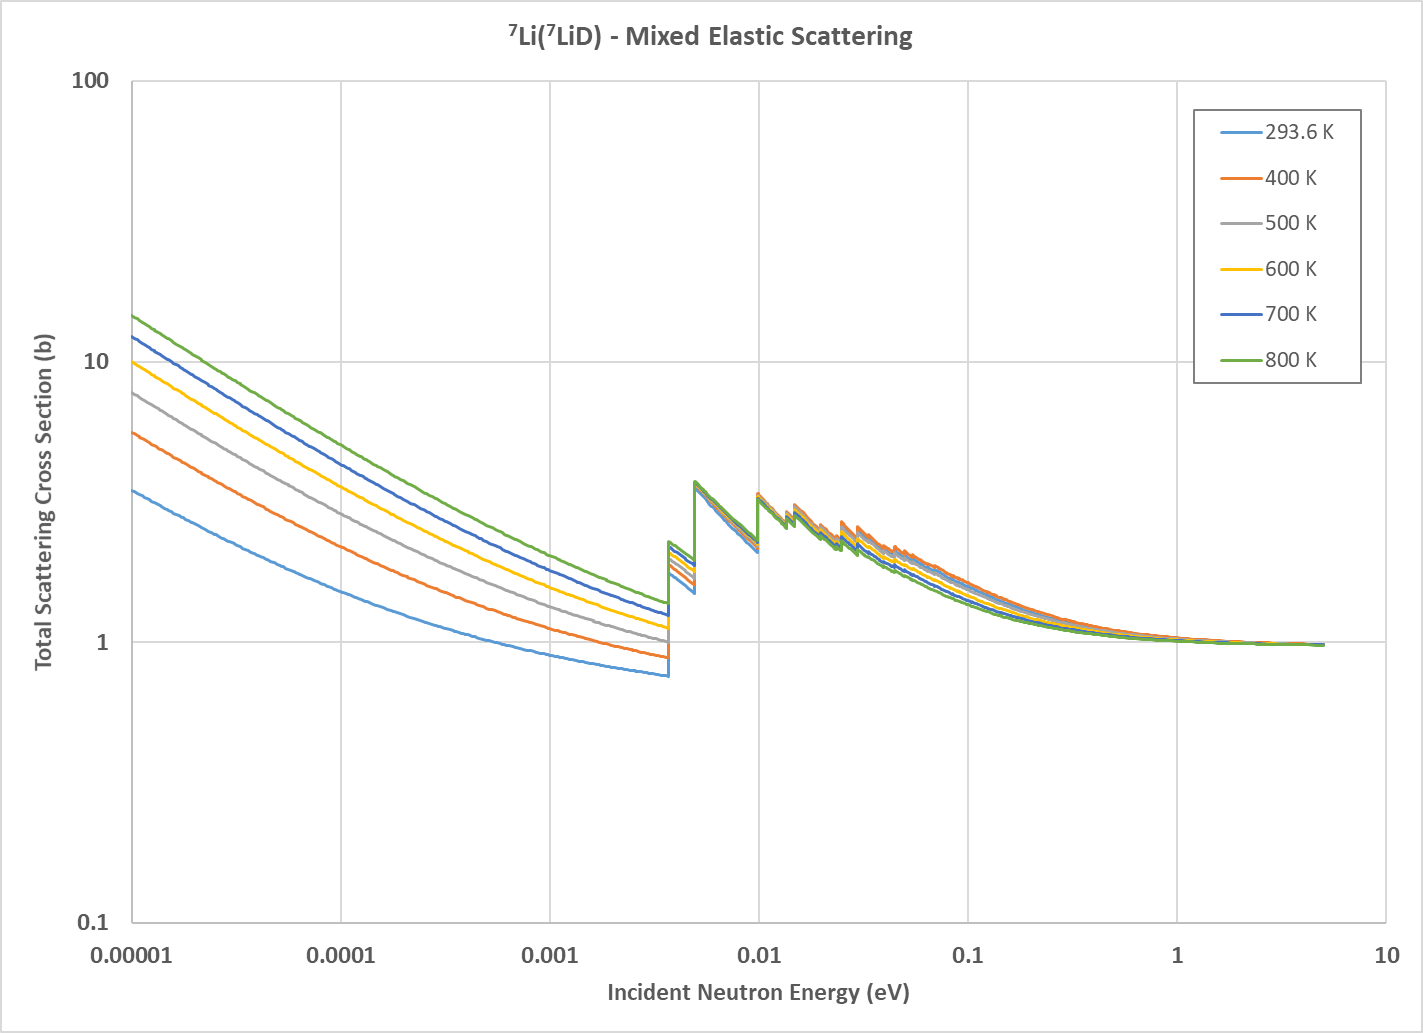 ⁷Li(⁷LiD) - Mixed Elastic Scattering
100
10
1
0.1
Total Scattering Cross Section (b)
293.6 K
400 K
500 K
600 K
700 K
800 K
0.00001 0.0001 0.001 0.01 0.1 1 10
Incident Neutron Energy (eV)